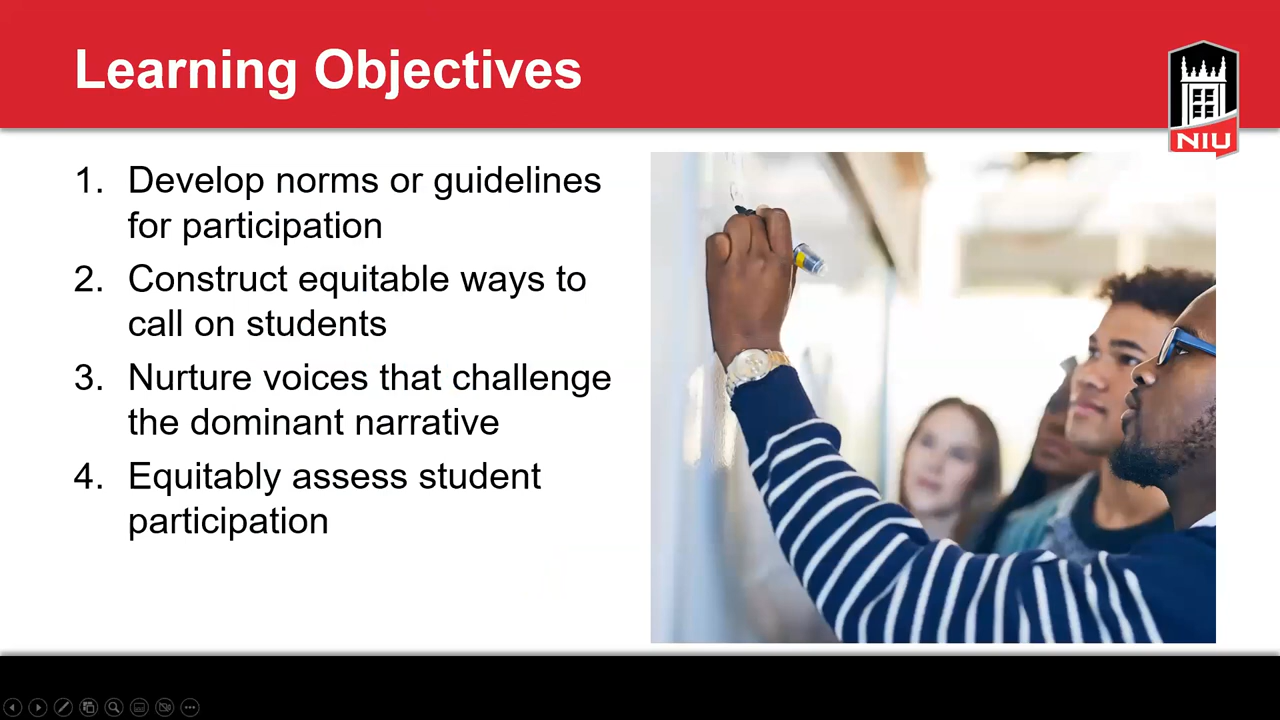 Learning Objectives
NIU
1. Develop norms or guidelines
for participation
2. Construct equitable ways to
call on students
3. Nurture voices that challenge
the dominant narrative
4. Equitably assess student
participation